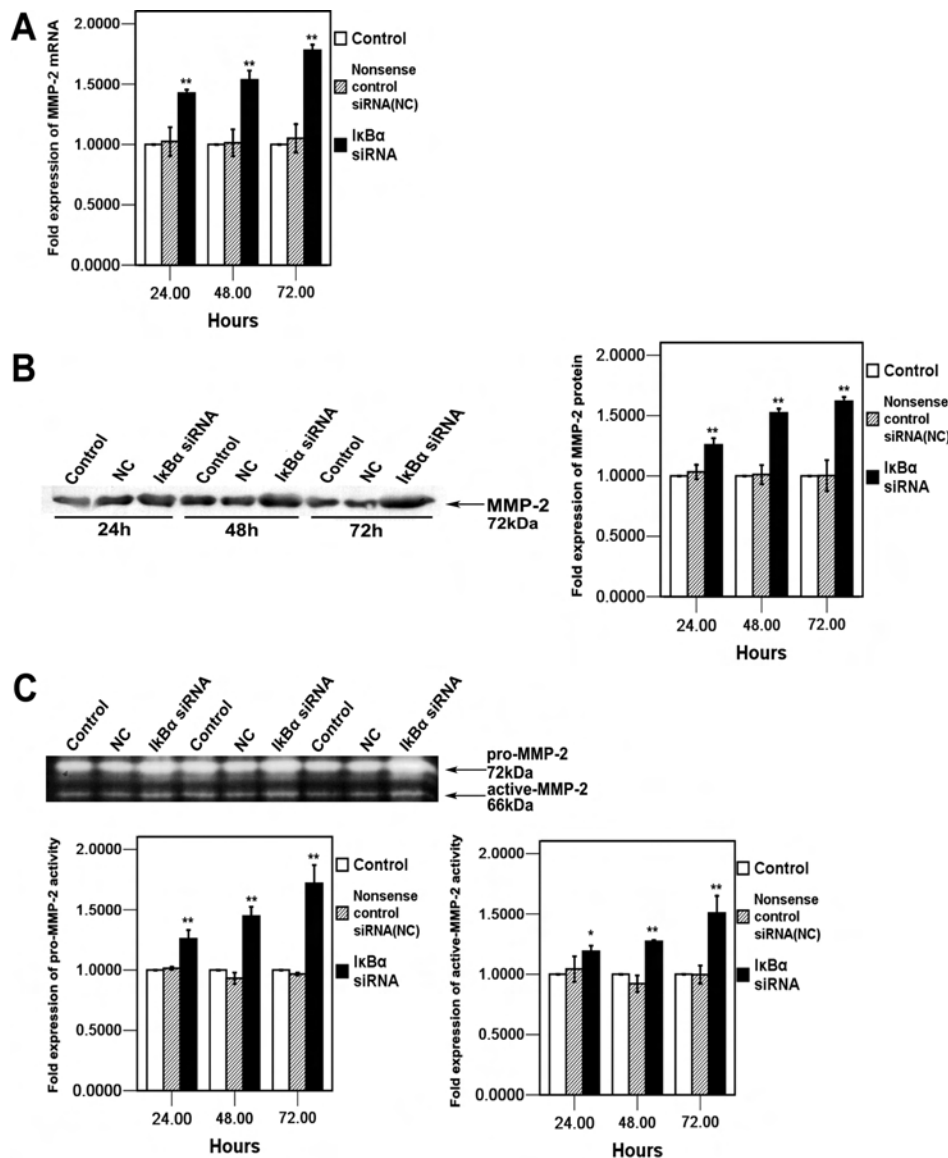 A
Fold expression of MMP-2 mRNA
2.0000
1.5000
1.0000
0.5000
0.0000
** ** **
24.00 48.00 72.00
Hours
Control
Nonsense
control
siRNA(NC)
IκBα
siRNA
B
Control NC IκBα siRNA Control NC IκBα siRNA Control NC IκBα siRNA
MMP-2
72kDa
24h 48h 72h
Fold expression of MMP-2 protein
2.0000
1.5000
1.0000
0.5000
0.0000
** ** **
24.00 48.00 72.00
Hours
Control
Nonsense
control
siRNA(NC)
IκBα
siRNA
C
Control NC IκBα siRNA Control NC IκBα siRNA Control NC IκBα siRNA
pro-MMP-2
72kDa
active-MMP-2
66kDa
Fold expression of pro-MMP-2 activity
2.0000
1.5000
1.0000
0.5000
0.0000
** ** **
24.00 48.00 72.00
Hours
Control
Nonsense
control
siRNA(NC)
IκBα
siRNA
Fold expression of active-MMP-2 activity
2.0000
1.5000
1.0000
0.5000
0.0000
* ** **
24.00 48.00 72.00
Hours
Control
Nonsense
control
siRNA(NC)
IκBα
siRNA